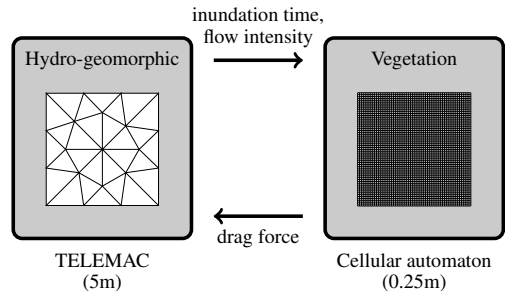 inundation time,
flow intensity
Hydro-geomorphic
Vegetation
drag force
TELEMAC
(5m)
Cellular automaton
(0.25m)